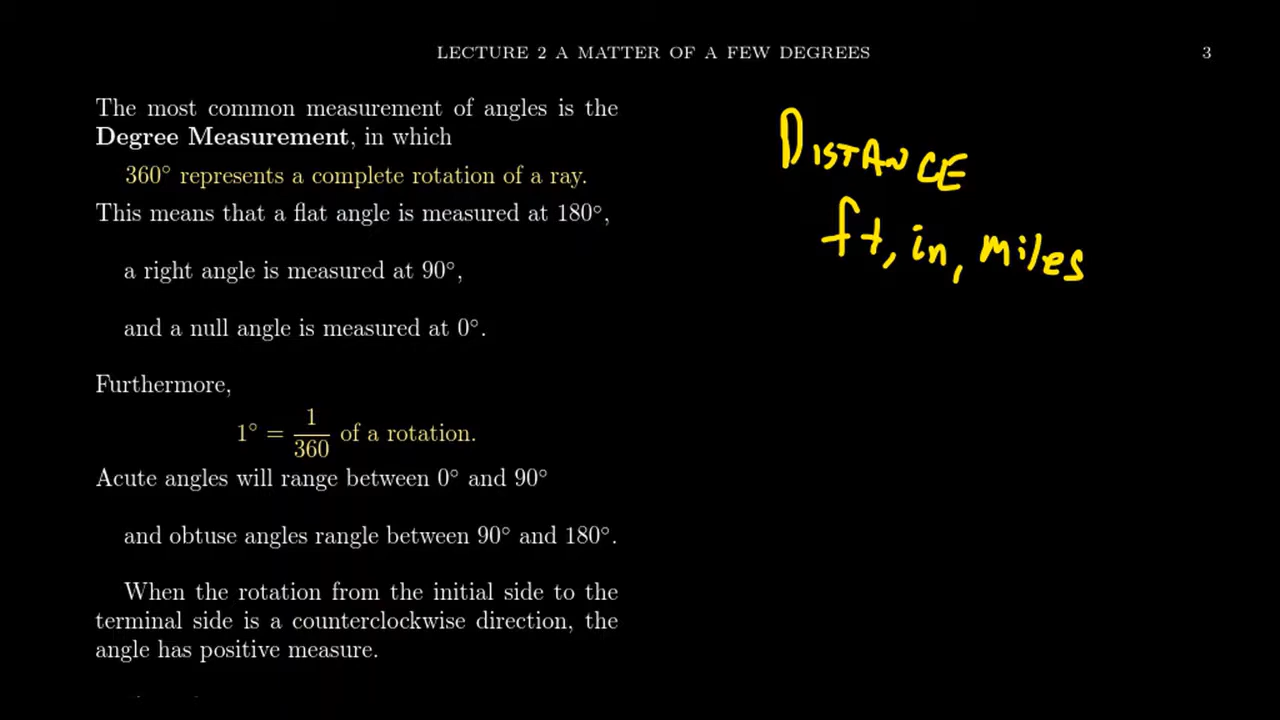 LECTURE 2 A MATTER OF A FEW DEGREES 3
The most common measurement of angles is the
Degree Measurement, in which
360° represents a complete rotation of a ray.
This means that a flat angle is measured at 180°,
a right angle is measured at 90°,
and a null angle is measured at 0°.
Furthermore,
1° = 1/360 of a rotation.
Acute angles will range between 0° and 90°
and obtuse angles rangle between 90° and 180°.
When the rotation from the initial side to the
terminal side is a counterclockwise direction, the
angle has positive measure.
DISTANCE
ft, in, miles